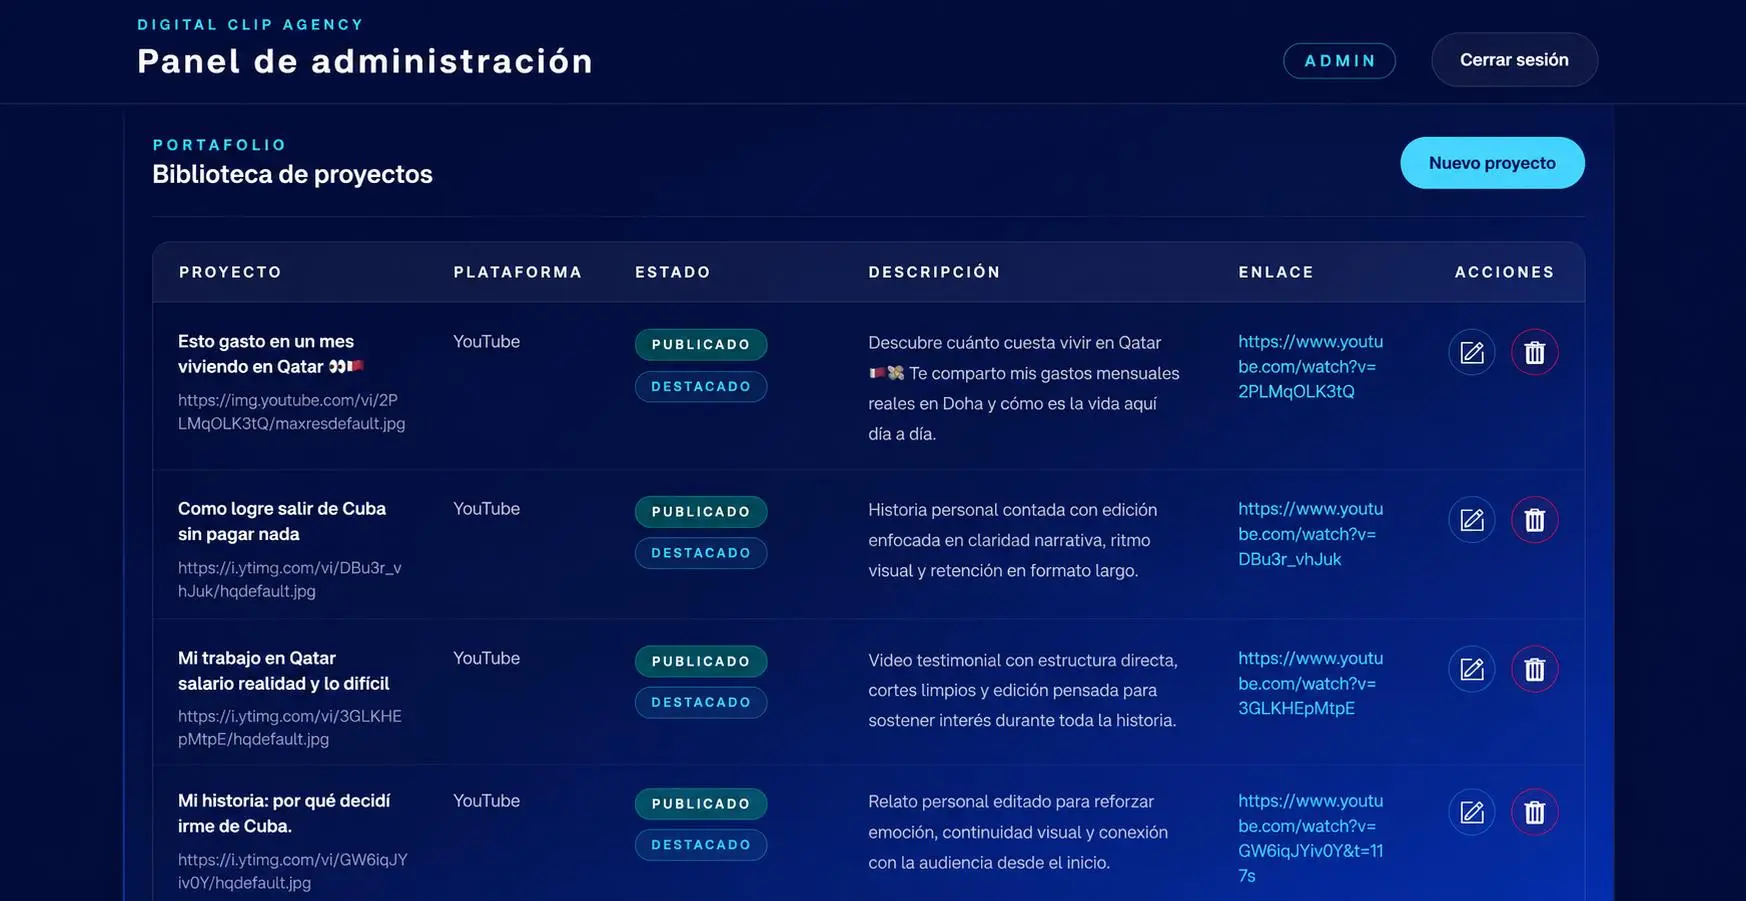 DIGITAL CLIP AGENCY
Panel de administración
ADMIN
Cerrar sesión
PORTAFOLIO
Biblioteca de proyectos
Nuevo proyecto
PROYECTO PLATAFORMA ESTADO DESCRIPCIÓN ENLACE ACCIONES
Esto gasto en un mes
viviendo en Qatar 👀🇶🇦
https://img.youtube.com/vi/2P
LMqOLK3tQ/maxresdefault.jpg
YouTube
PUBLICADO
DESTACADO
Descubre cuánto cuesta vivir en Qatar
🇶🇦💸 Te comparto mis gastos mensuales
reales en Doha y cómo es la vida aquí
día a día.
https://www.youtu
be.com/watch?v=
2PLMqOLK3tQ
Como logre salir de Cuba
sin pagar nada
https://i.ytimg.com/vi/DBu3r_v
hJuk/hqdefault.jpg
YouTube
PUBLICADO
DESTACADO
Historia personal contada con edición
enfocada en claridad narrativa, ritmo
visual y retención en formato largo.
https://www.youtu
be.com/watch?v=
DBu3r_vhJuk
Mi trabajo en Qatar
salario realidad y lo difícil
https://i.ytimg.com/vi/3GLKHE
pMtpE/hqdefault.jpg
YouTube
PUBLICADO
DESTACADO
Video testimonial con estructura directa,
cortes limpios y edición pensada para
sostener interés durante toda la historia.
https://www.youtu
be.com/watch?v=
3GLKHEpMtpE
Mi historia: por qué decidí
irme de Cuba.
https://i.ytimg.com/vi/GW6iqJY
iv0Y/hqdefault.jpg
YouTube
PUBLICADO
DESTACADO
Relato personal editado para reforzar
emoción, continuidad visual y conexión
con la audiencia desde el inicio.
https://www.youtu
be.com/watch?v=
GW6iqJYiv0Y&t=11
7s